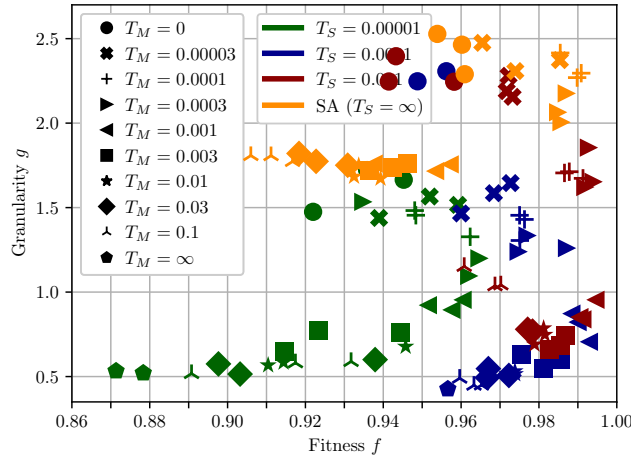 Granularity $g$
2.5
2.0
1.5
1.0
0.5
$T_M = 0$
$T_M = 0.00003$
$T_M = 0.0001$
$T_M = 0.0003$
$T_M = 0.001$
$T_M = 0.003$
$T_M = 0.01$
$T_M = 0.03$
$T_M = 0.1$
$T_M = \infty$
$T_S = 0.00001$
$T_S = 0.0001$
$T_S = 0.001$
SA ($T_S = \infty$)
0.86 0.88 0.90 0.92 0.94 0.96 0.98 1.00
Fitness $f$